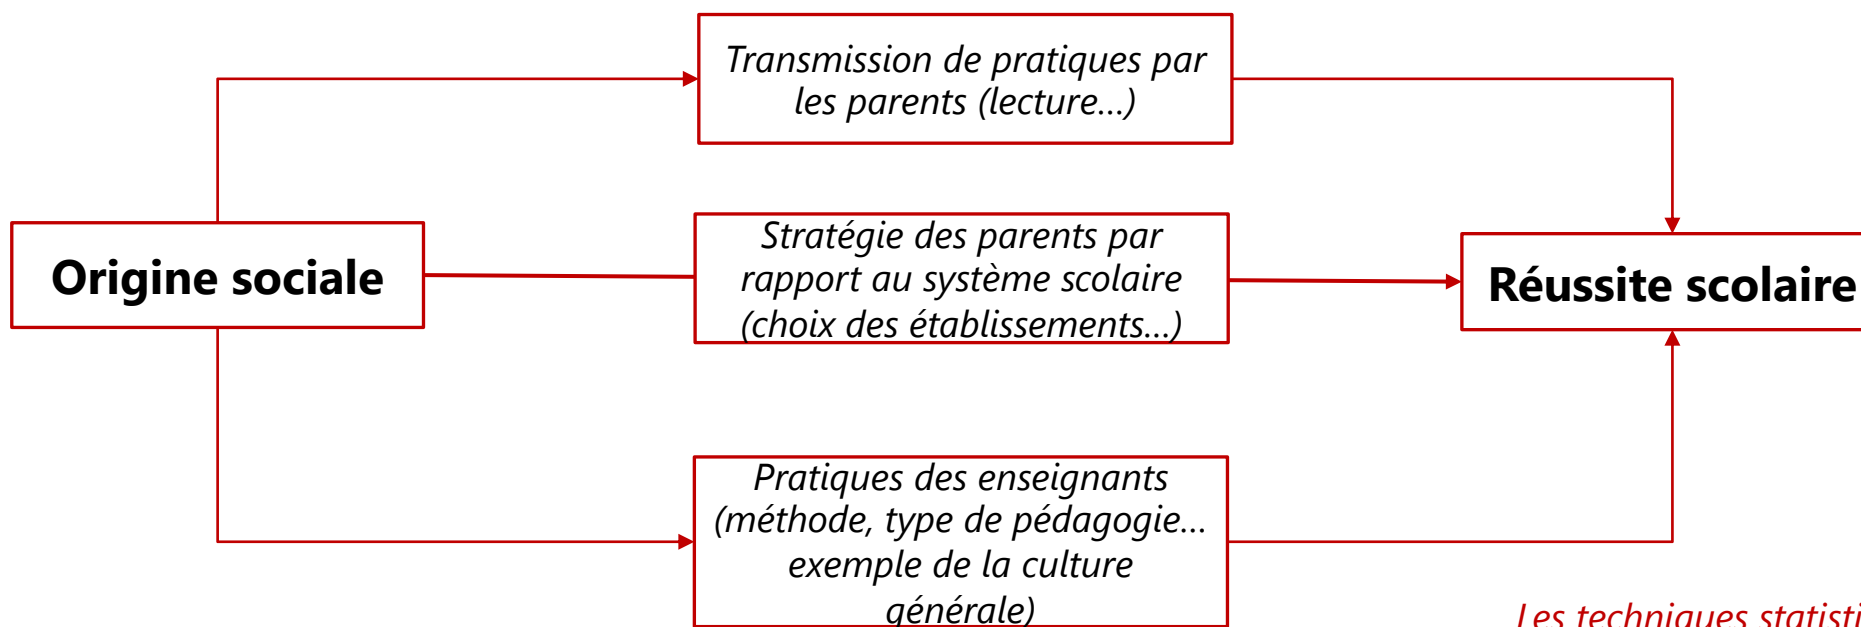 Transmission de pratiques par
les parents (lecture…)
Origine sociale
Stratégie des parents par
rapport au système scolaire
(choix des établissements…)
Réussite scolaire
Pratiques des enseignants
(méthode, type de pédagogie…
exemple de la culture
générale)
Les techniques